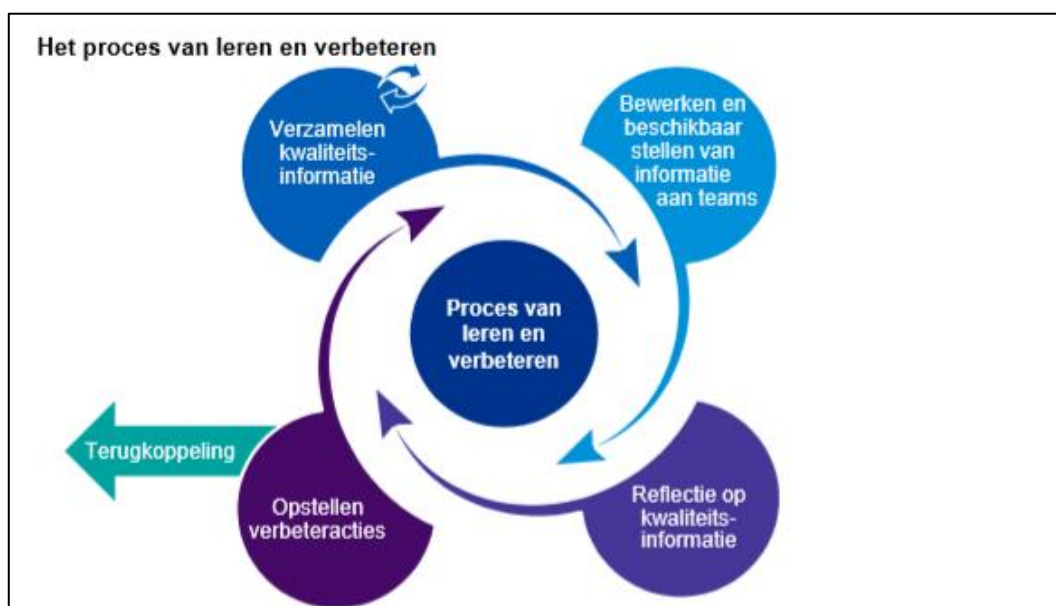 Het proces van leren en verbeteren
Verzamelen
kwaliteits-
informatie
Bewerken en
beschikbaar
stellen van
informatie
aan teams
Proces van
leren en
verbeteren
Reflectie op
kwaliteits-
informatie
Opstellen
verbeteracties
Terugkoppeling